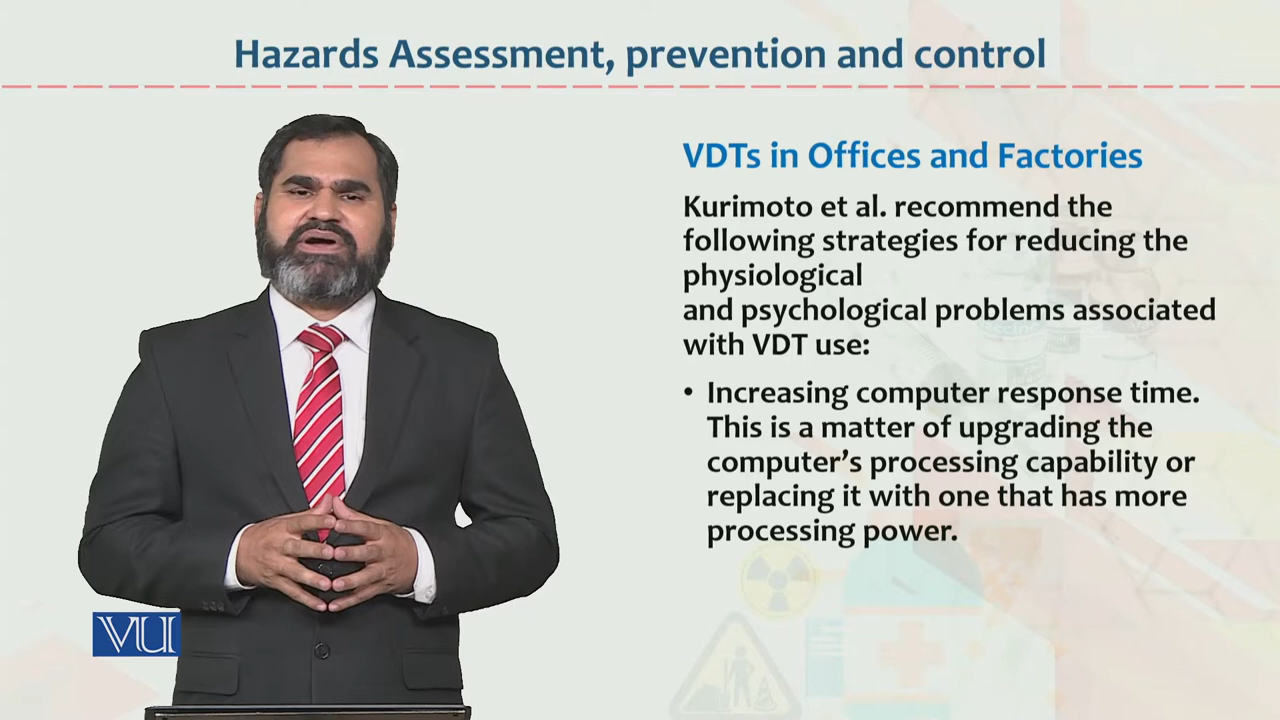 Hazards Assessment, prevention and control
VDTs in Offices and Factories
Kurimoto et al. recommend the
following strategies for reducing the
physiological
and psychological problems associated
with VDT use:
• Increasing computer response time.
This is a matter of upgrading the
computer's processing capability or
replacing it with one that has more
processing power.
VU